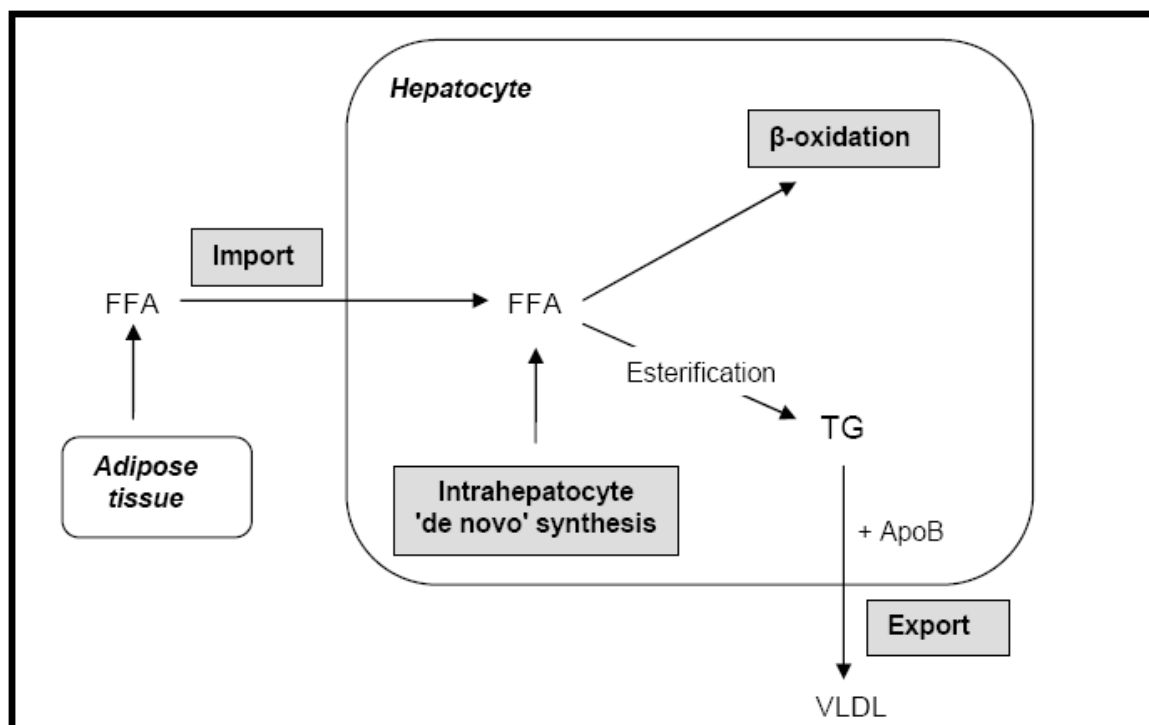 Hepatocyte
β-oxidation
Import
FFA
FFA
Esterification
TG
Adipose
tissue
Intrahepatocyte
'de novo' synthesis
+ ApoB
Export
VLDL